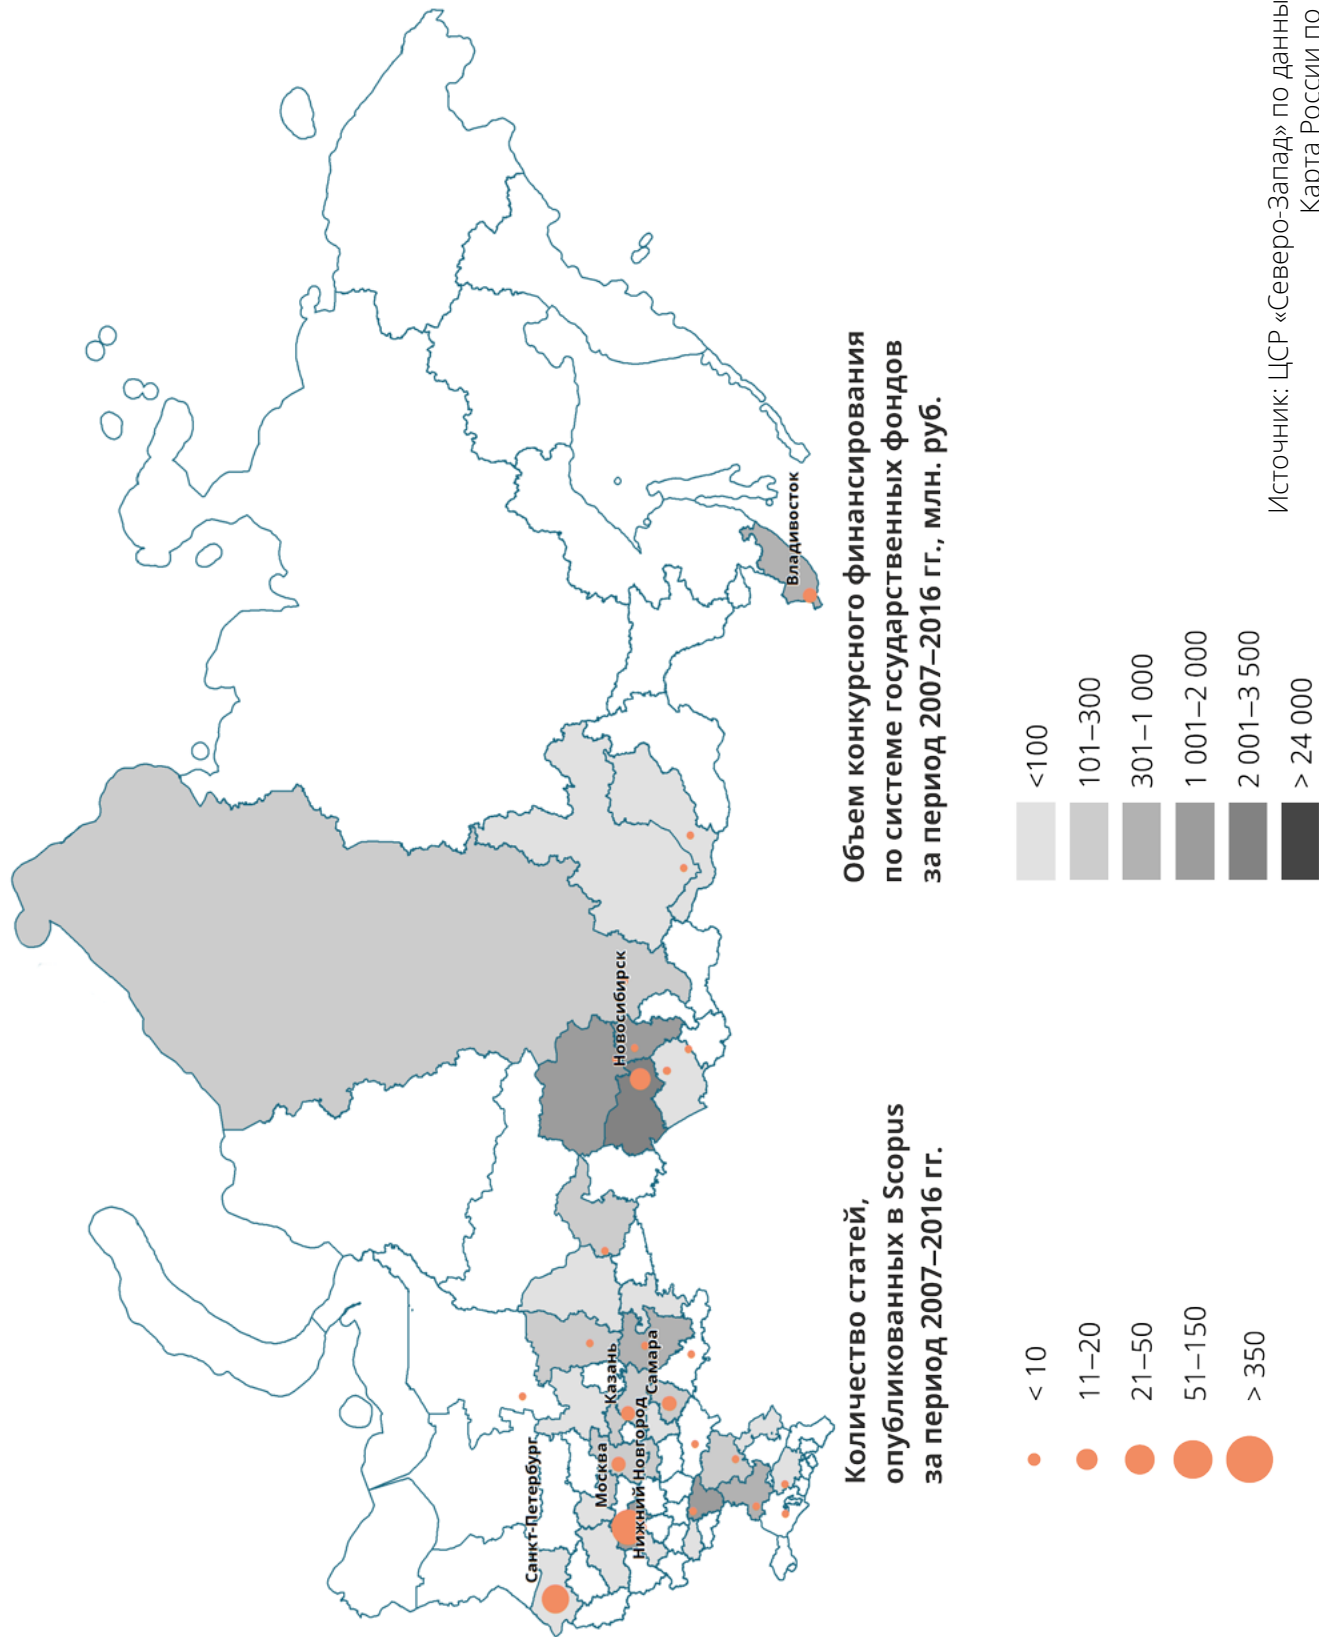 Санкт-Петербург
Москва
Нижний Новгород
Казань
Самара
Новосибирск
Владивосток
Количество статей,
опубликованных в Scopus
за период 2007–2016 гг.
< 10
11–20
21–50
51–150
> 350
Объем конкурсного финансирования
по системе государственных фондов
за период 2007–2016 гг., млн. руб.
<100
101–300
301–1 000
1 001–2 000
2 001–3 500
> 24 000
Источник: ЦСР «Северо-Запад» по данны
Карта России по